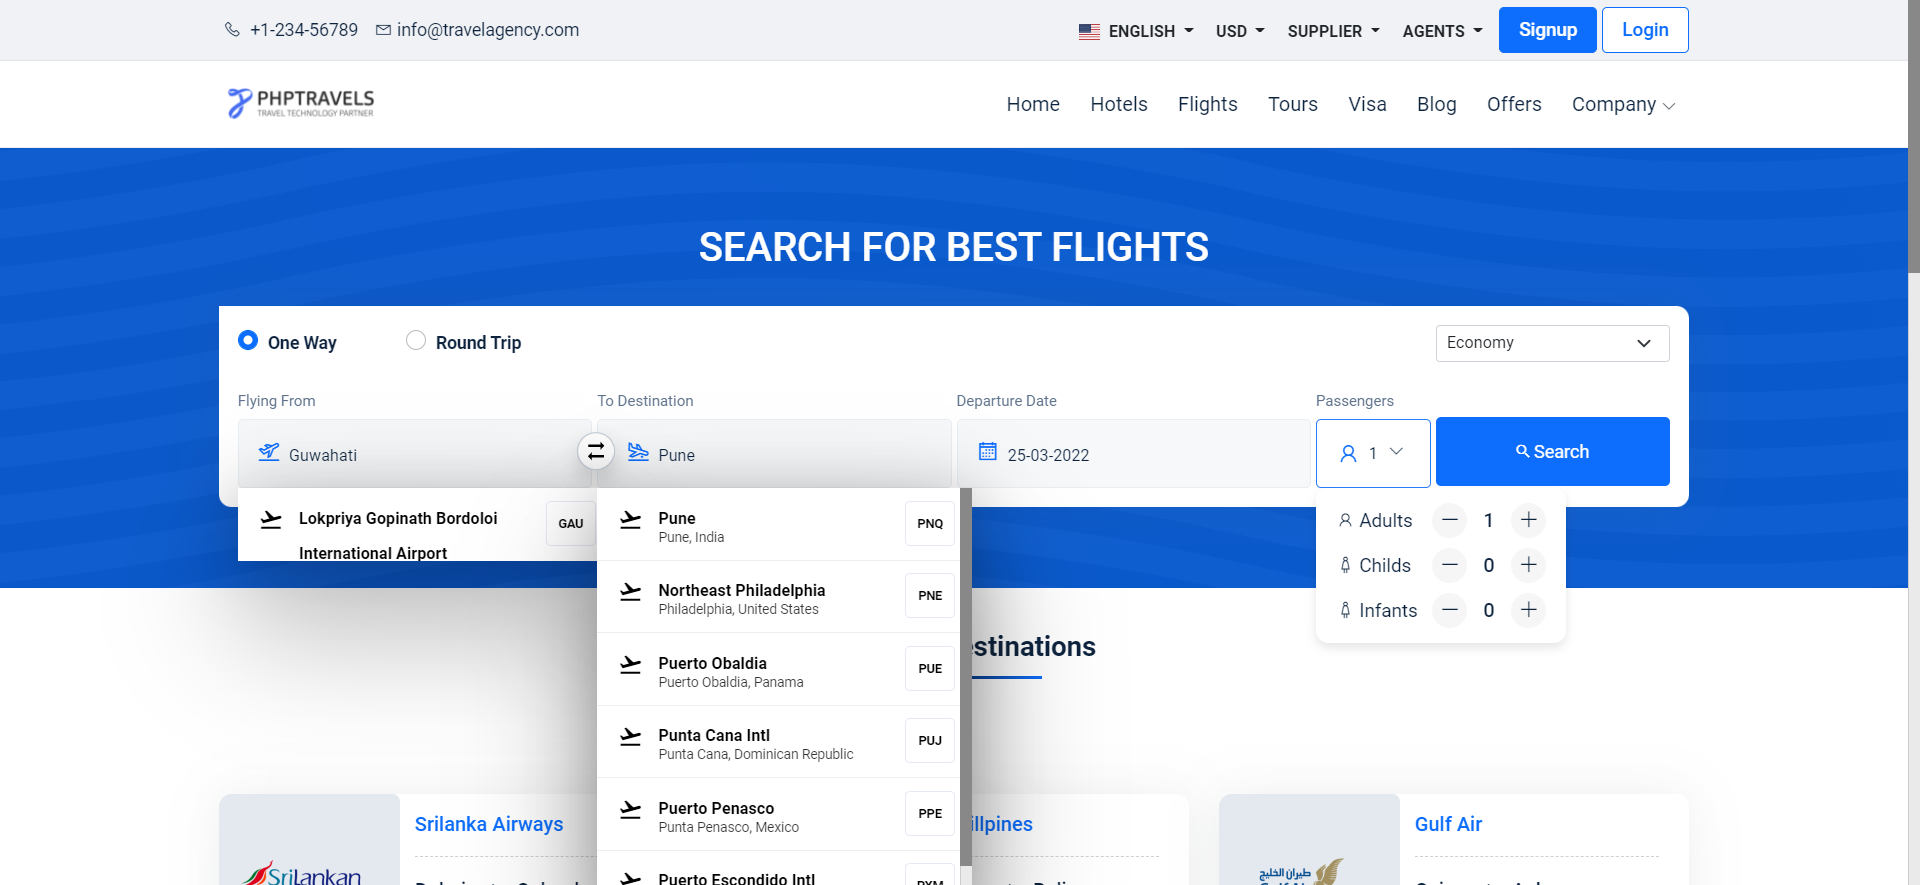 +1-234-56789 info@travelagency.com ENGLISH USD SUPPLIER AGENTS Signup Login
PHPTRAVELS
TRAVEL TECHNOLOGY PARTNER
Home Hotels Flights Tours Visa Blog Offers Company
SEARCH FOR BEST FLIGHTS
One Way Round Trip Economy
Flying From To Destination Departure Date Passengers
Guwahati Pune 25-03-2022 1 Search
Lokpriya Gopinath Bordoloi
International Airport
GAU
Pune
Pune, India
PNQ
Northeast Philadelphia
Philadelphia, United States
PNE
Puerto Obaldia
Puerto Obaldia, Panama
PUE
Punta Cana Intl
Punta Cana, Dominican Republic
PUJ
Puerto Penasco
Punta Penasco, Mexico
PPE
Puerto Escondido Intl
PXM
Adults 1
Childs 0
Infants 0
stinations
Srilanka Airways
SriLankan
illpines
Gulf Air
طيران الخليج